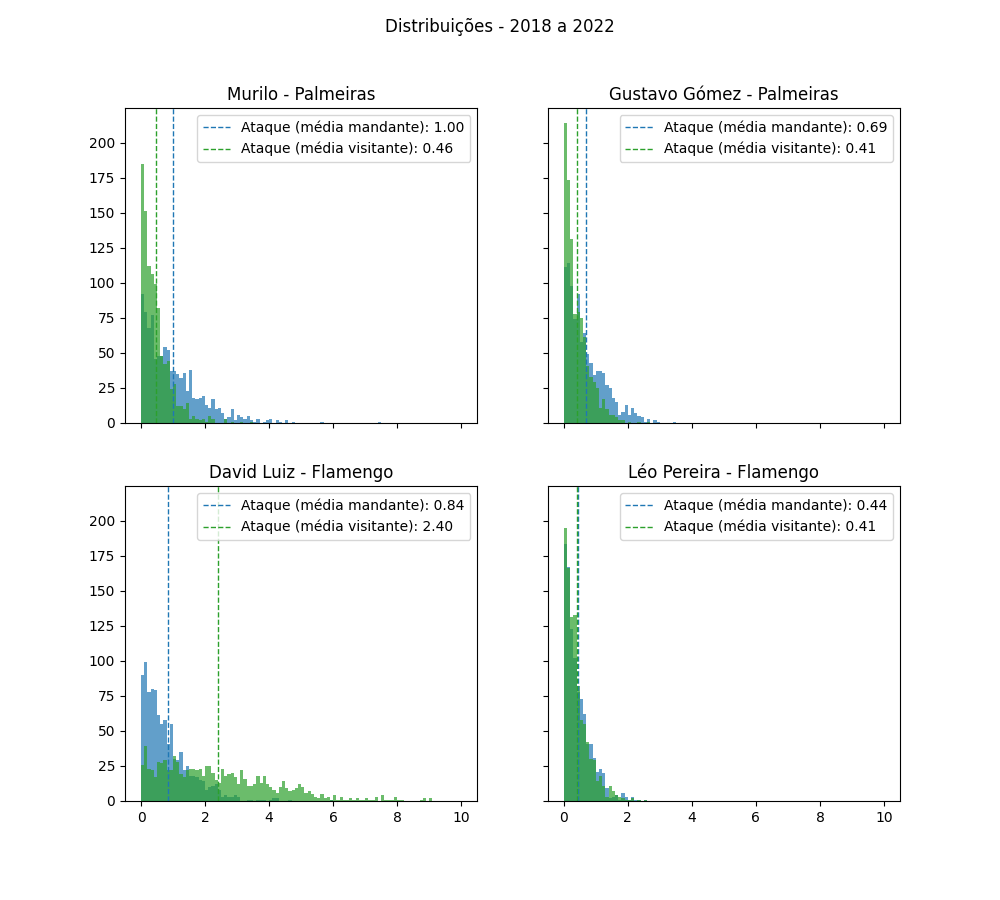 Distribuições - 2018 a 2022
Murilo - Palmeiras
Ataque (média mandante): 1.00
Ataque (média visitante): 0.46
200
175
150
125
100
75
50
25
0
Gustavo Gómez - Palmeiras
Ataque (média mandante): 0.69
Ataque (média visitante): 0.41
David Luiz - Flamengo
Ataque (média mandante): 0.84
Ataque (média visitante): 2.40
200
175
150
125
100
75
50
25
0
0 2 4 6 8 10
Léo Pereira - Flamengo
Ataque (média mandante): 0.44
Ataque (média visitante): 0.41
0 2 4 6 8 10